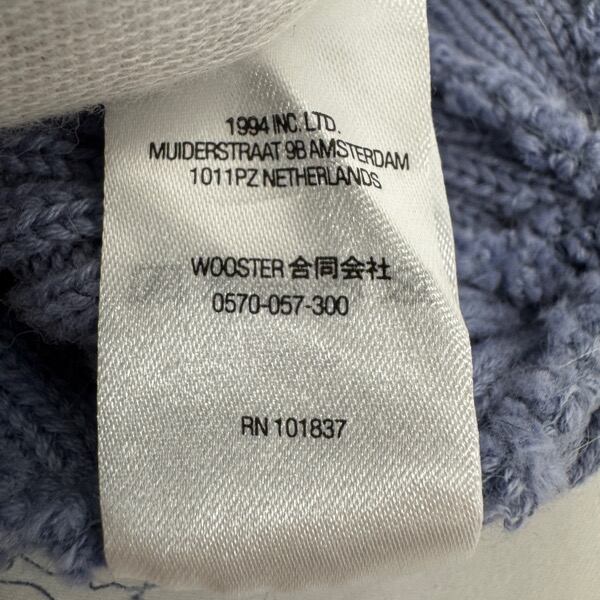 1994 INC. LTD.
MUIDERSTRAAT 9B AMSTERDAM
1011PZ NETHERLANDS
WOOSTER 合同会社
0570-057-300
RN 101837